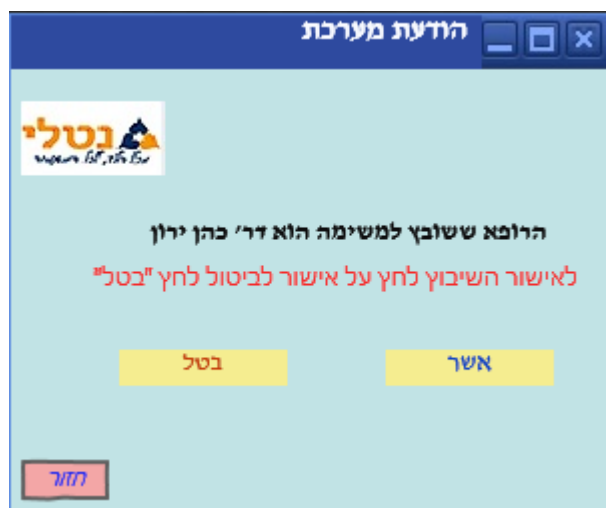 הודעת מערכת
נטלי
הרופא ששובץ למשימה הוא דר' כהן ירון
לאישור השיבוץ לחץ על אישור לביטול לחץ "בטל"
אשר
בטל
חזור